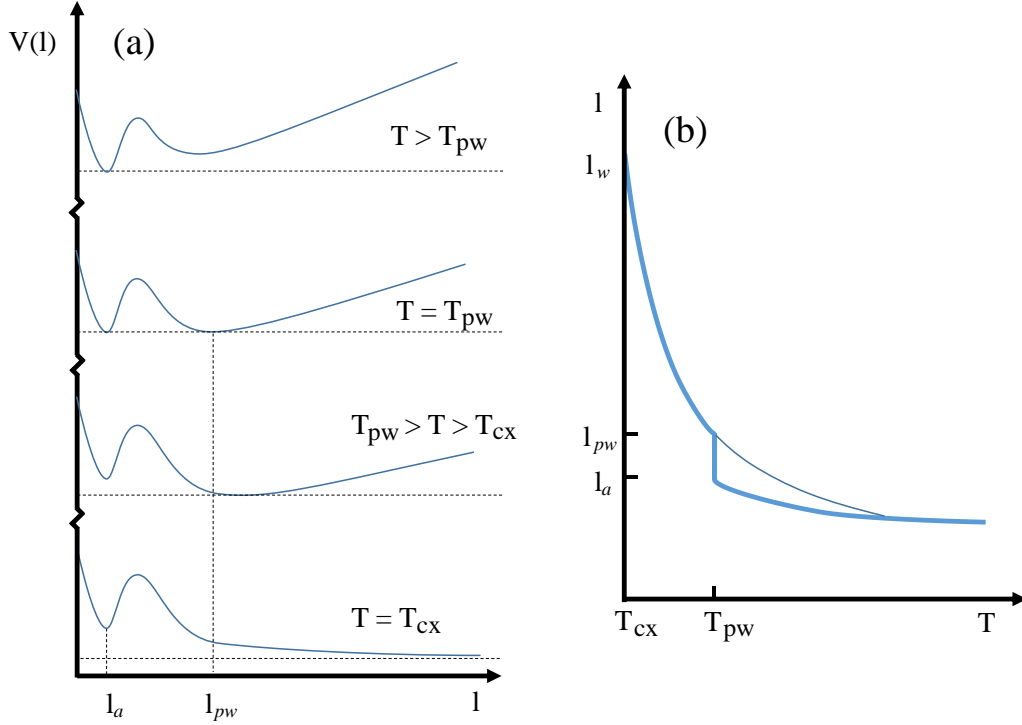 V(l)
(a)
T > Tpw
T = Tpw
Tpw > T > Tcx
T = Tcx
la
lpw
l
l
(b)
lw
lpw
la
Tcx
Tpw
T